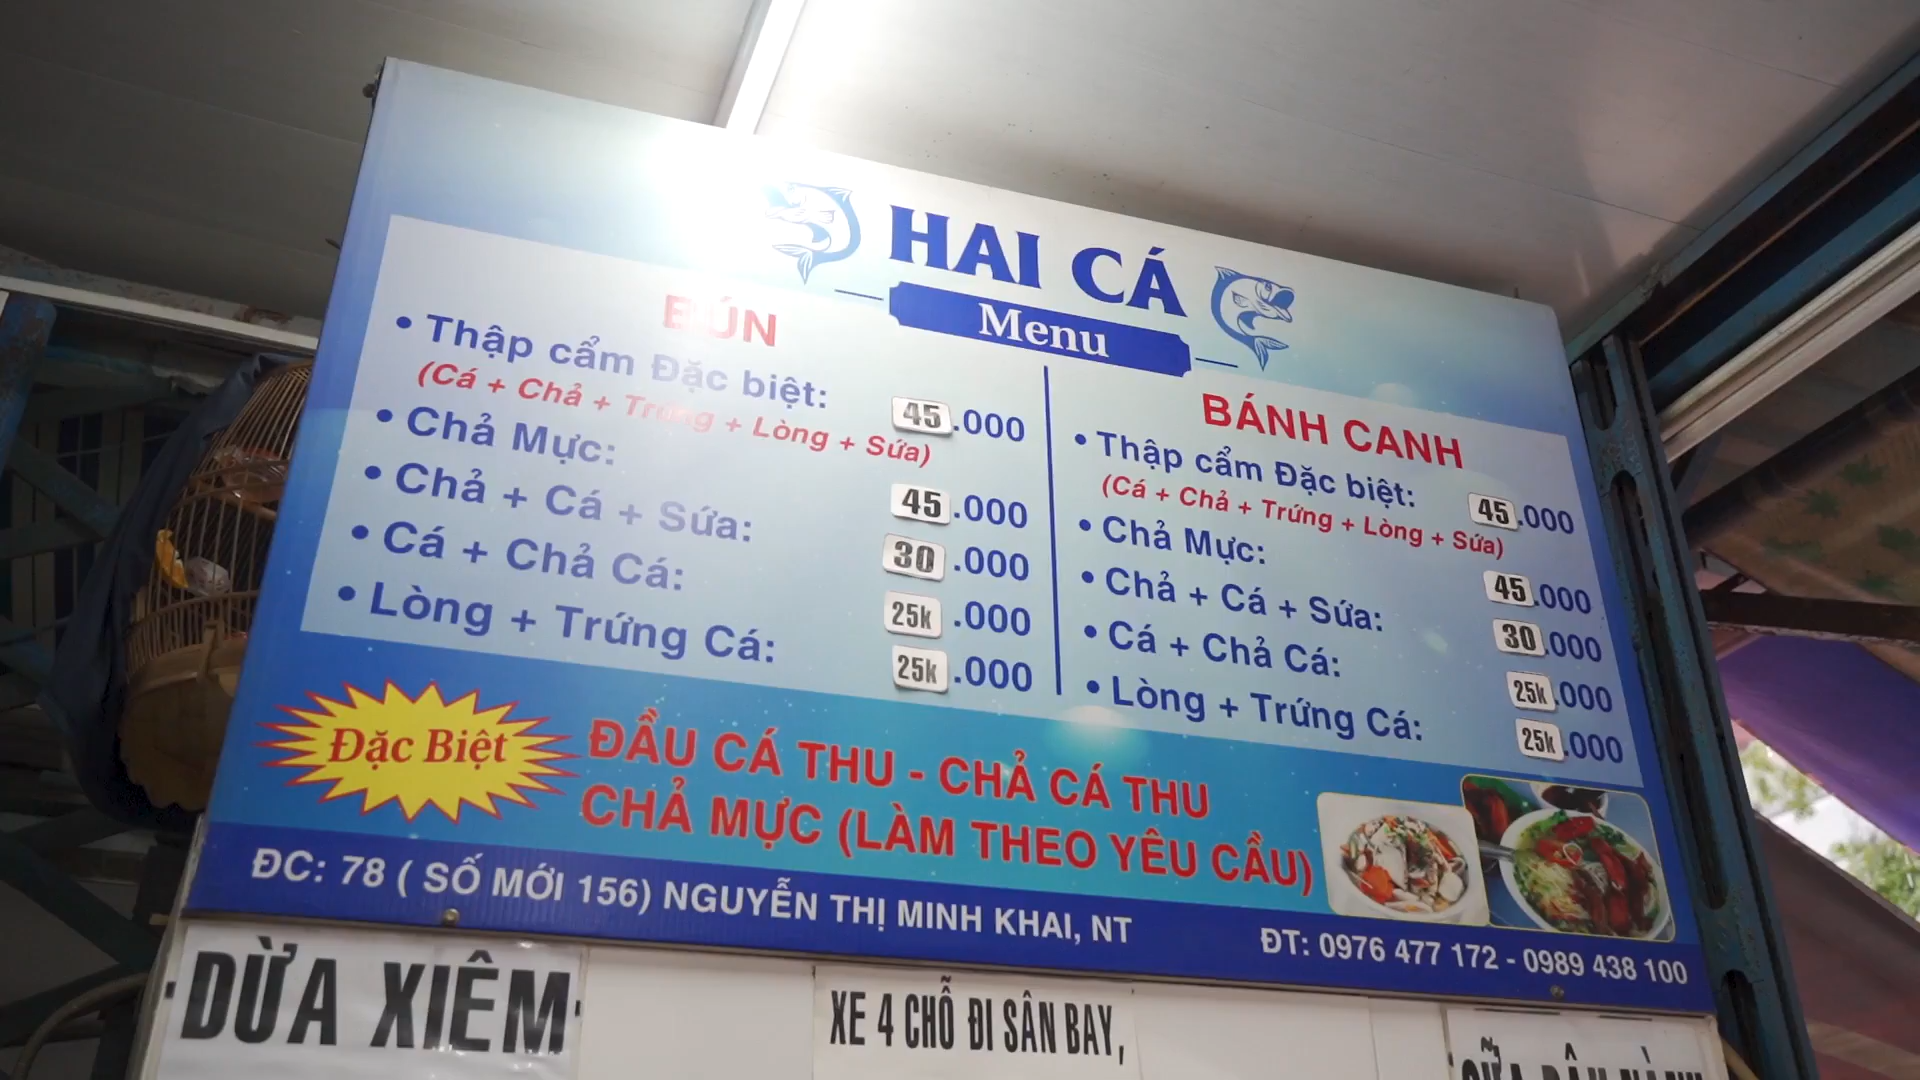 HAI CÁ
Menu
BÚN
• Thập cẩm Đặc biệt: 45.000
(Cá + Chả + Trứng + Lòng + Sứa)
• Chả Mực: 45.000
• Chả + Cá + Sứa: 30.000
• Cá + Chả Cá: 25k.000
• Lòng + Trứng Cá: 25k.000
BÁNH CANH
• Thập cẩm Đặc biệt: 45.000
(Cá + Chả + Trứng + Lòng + Sứa)
• Chả Mực: 45.000
• Chả + Cá + Sứa: 30.000
• Cá + Chả Cá: 25k.000
• Lòng + Trứng Cá: 25k.000
Đặc Biệt
ĐẦU CÁ THU - CHẢ CÁ THU
CHẢ MỰC (LÀM THEO YÊU CẦU)
ĐC: 78 ( SỐ MỚI 156) NGUYỄN THỊ MINH KHAI, NT
ĐT: 0976 477 172 - 0989 438 100
DỪA XIÊM
XE 4 CHỖ ĐI SÂN BAY,